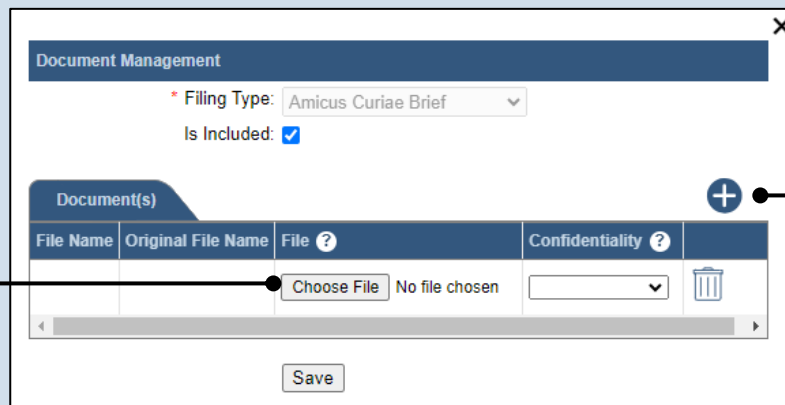 Document Management
* Filing Type: Amicus Curiae Brief
Is Included:
Document(s)
File Name Original File Name File ? Confidentiality ?
Choose File No file chosen
Save